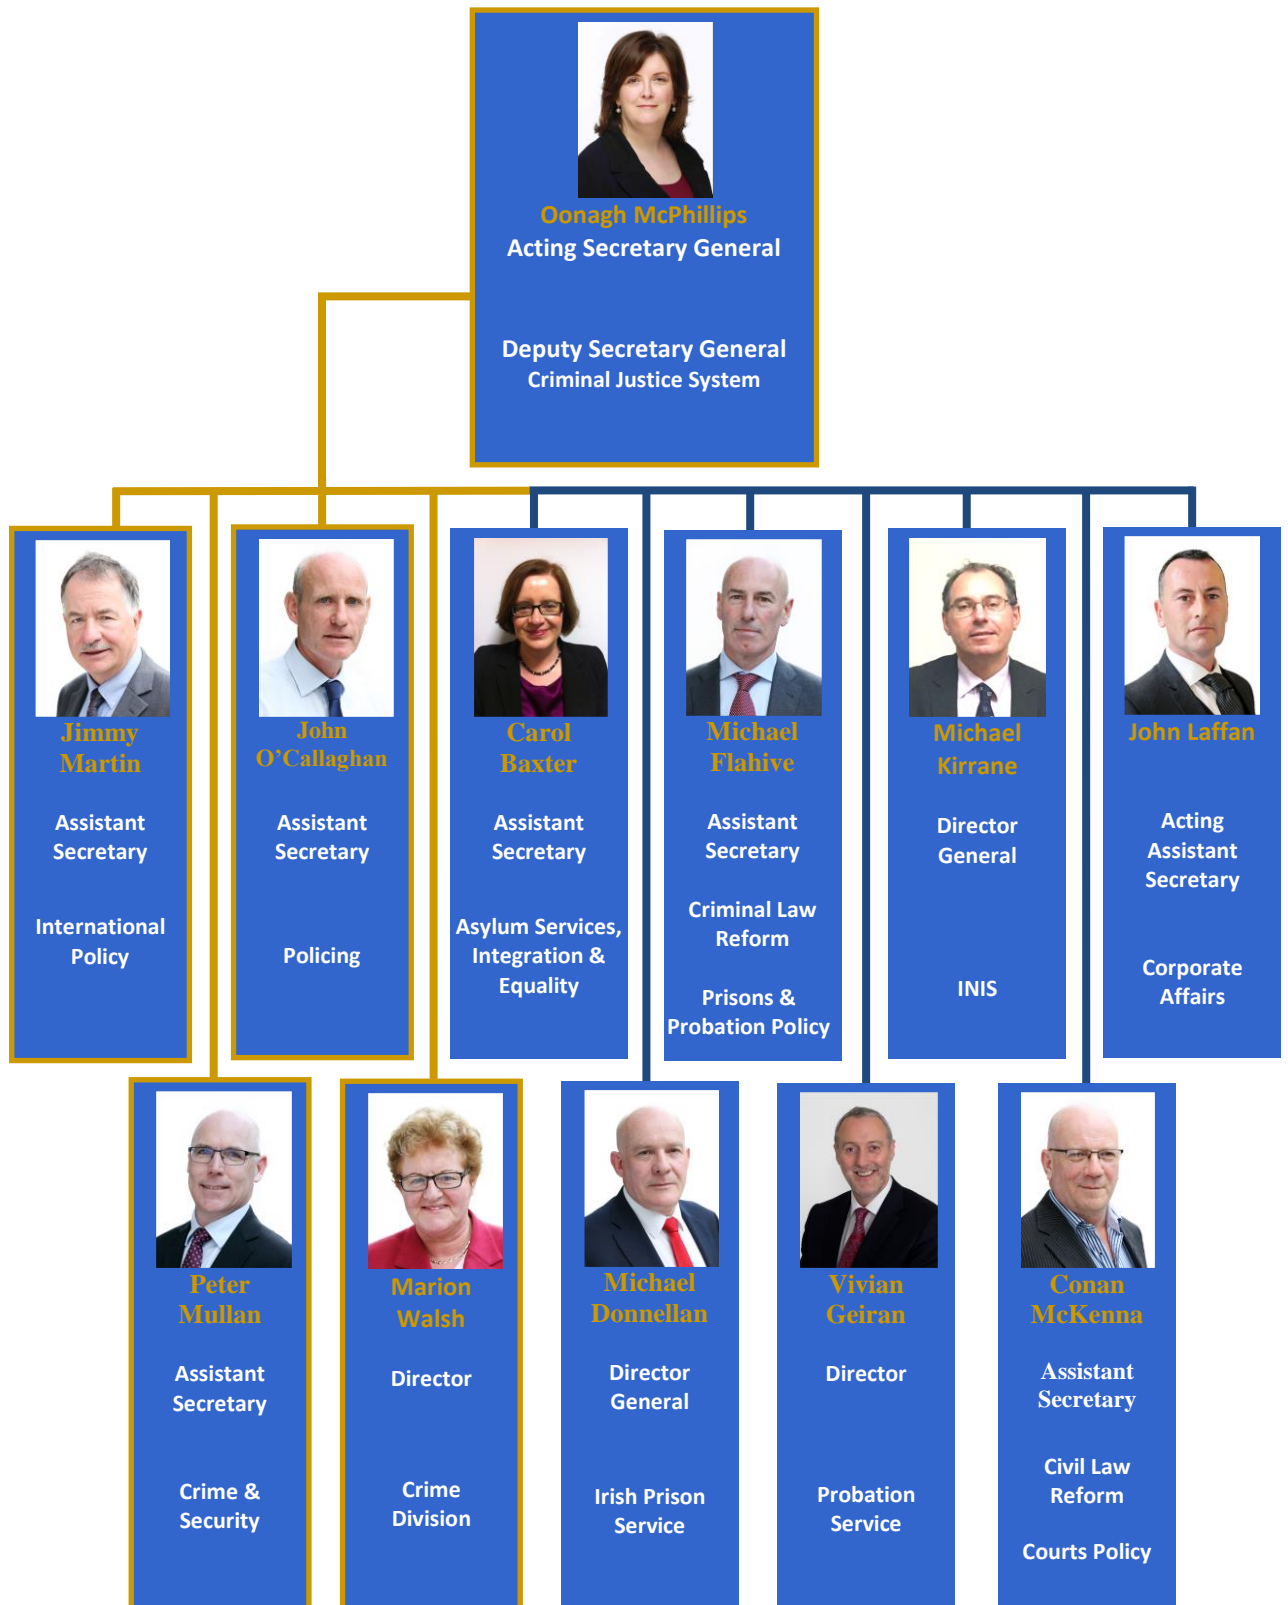 Oonagh McPhillips
Acting Secretary General
Deputy Secretary General
Criminal Justice System
Jimmy
Martin
Assistant
Secretary
International
Policy
John
O’Callaghan
Assistant
Secretary
Policing
Carol
Baxter
Assistant
Secretary
Asylum Services,
Integration &
Equality
Michael
Flahive
Assistant
Secretary
Criminal Law
Reform
Prisons &
Probation Policy
Michael
Kirrane
Director
General
INIS
John Laffan
Acting
Assistant
Secretary
Corporate
Affairs
Peter
Mullan
Assistant
Secretary
Crime &
Security
Marion
Walsh
Director
Crime
Division
Michael
Donnellan
Director
General
Irish Prison
Service
Vivian
Geiran
Director
Probation
Service
Conan
McKenna
Assistant
Secretary
Civil Law
Reform
Courts Policy